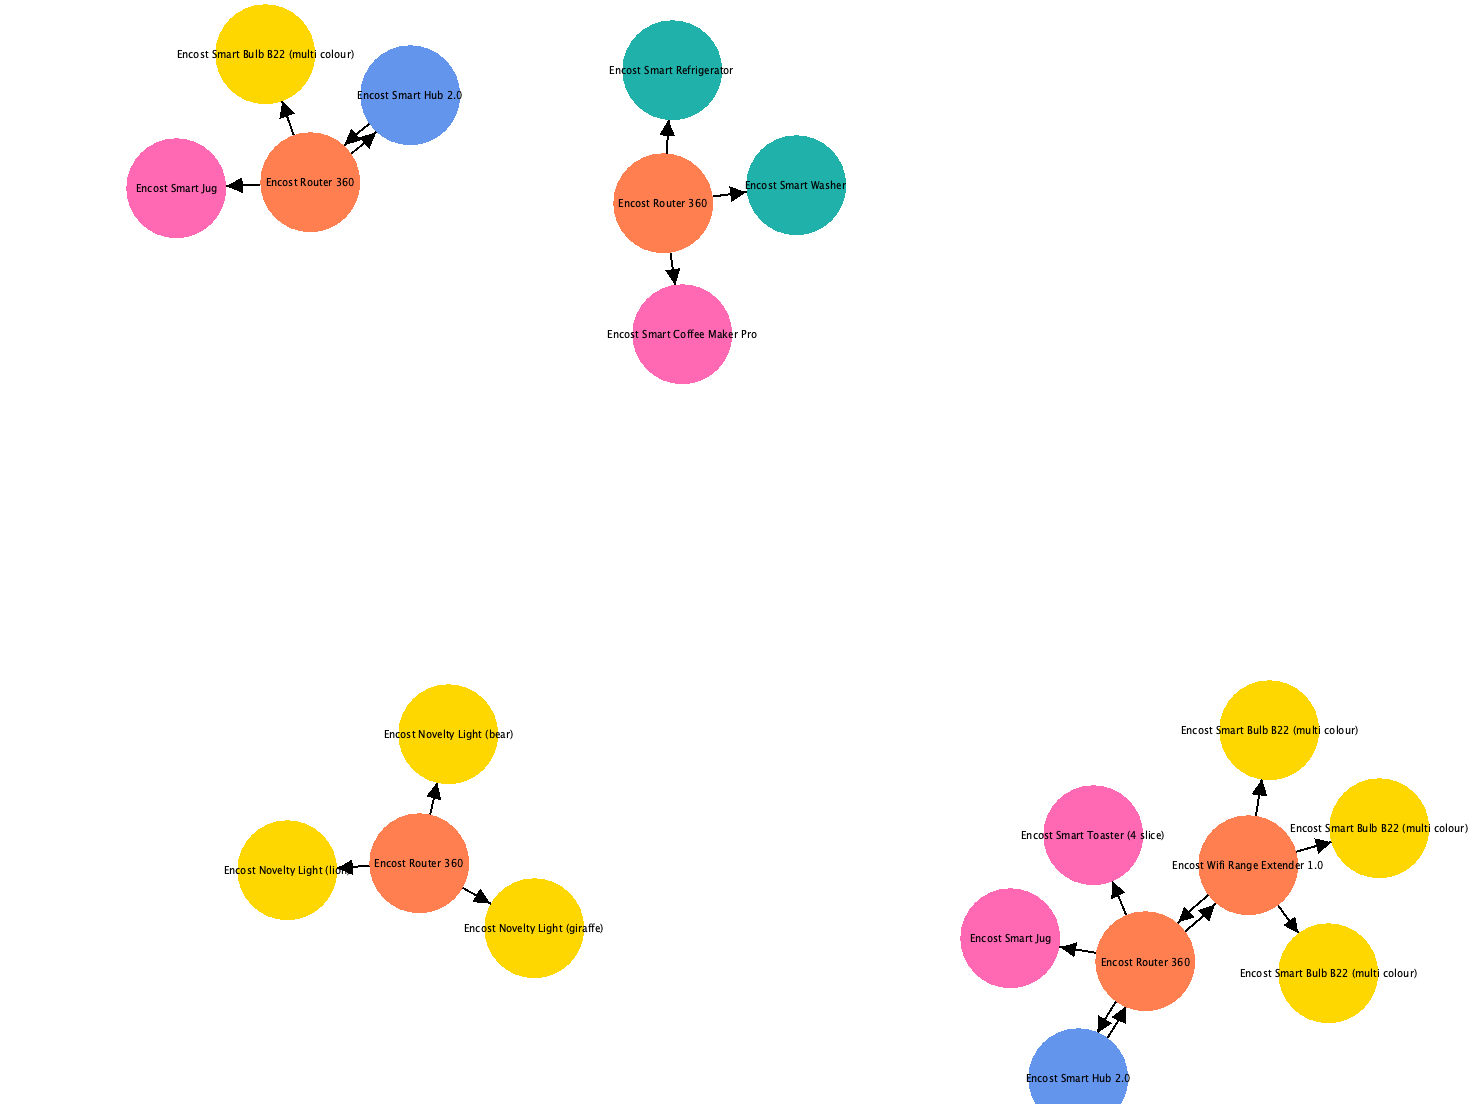 Encost Smart Bulb B22 (multi colour)
Encost Smart Hub 2.0
Encost Smart Jug
Encost Router 360
Encost Smart Refrigerator
Encost Smart Washer
Encost Router 360
Encost Smart Coffee Maker Pro
Encost Novelty Light (bear)
Encost Router 360
Encost Novelty Light (lion)
Encost Novelty Light (giraffe)
Encost Smart Bulb B22 (multi colour)
Encost Smart Bulb B22 (multi colour)
Encost Smart Toaster (4 slice)
Encost Wifi Range Extender 1.0
Encost Smart Jug
Encost Router 360
Encost Smart Bulb B22 (multi colour)
Encost Smart Hub 2.0